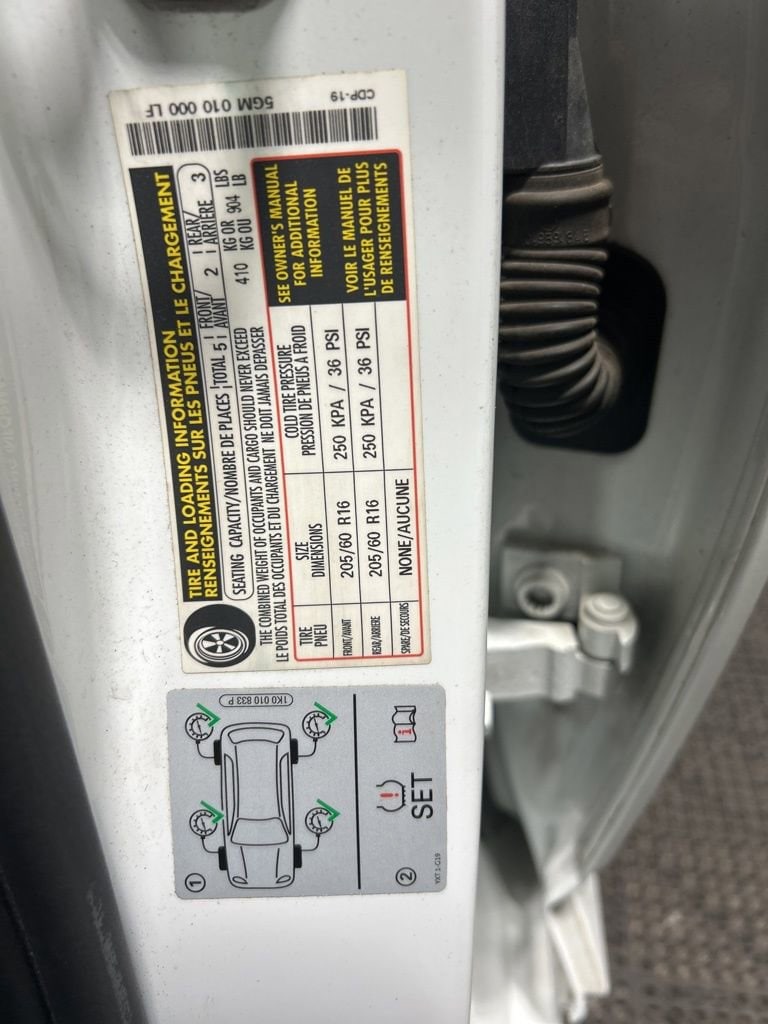 CDP-19
5GM 010 000 LF
TIRE AND LOADING INFORMATION
RENSEIGNEMENTS SUR LES PNEUS ET LE CHARGEMENT
SEATING CAPACITY/NOMBRE DE PLACES TOTAL 5 FRONT/ AVANT 2 REAR/ ARRIÈRE 3
THE COMBINED WEIGHT OF OCCUPANTS AND CARGO SHOULD NEVER EXCEED 410 KG OR 904 LBS
LE POIDS TOTAL DES OCCUPANTS ET DU CHARGEMENT NE DOIT JAMAIS DEPASSER KG OU LB
TIRE
PNEU
SIZE
DIMENSIONS
COLD TIRE PRESSURE
PRESSION DE PNEUS A FROID
FRONT/AVANT 205/60 R16 250 KPA / 36 PSI
REAR/ARRIERE 205/60 R16 250 KPA / 36 PSI
SPARE/DE SECOURS NONE/AUCUNE
SEE OWNER'S MANUAL
FOR ADDITIONAL
INFORMATION
VOIR LE MANUEL DE
L'USAGER POUR PLUS
DE RENSEIGNEMENTS
1
1K0 010 833 P
2
SET